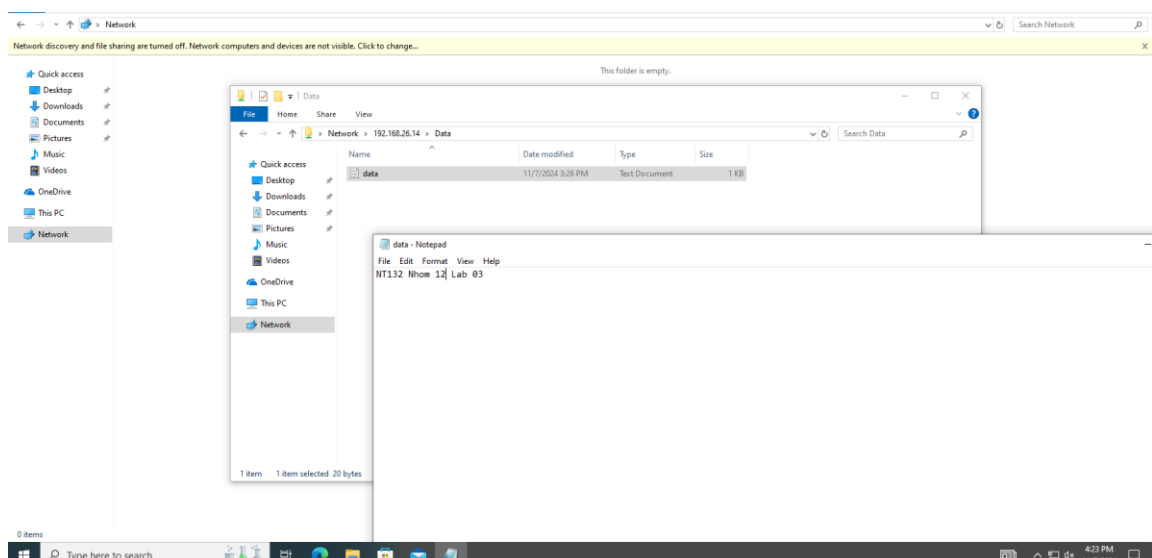 Network
Search Network
Network discovery and file sharing are turned off. Network computers and devices are not visible. Click to change...
This folder is empty.
Quick access
Desktop
Downloads
Documents
Pictures
Music
Videos
OneDrive
This PC
Network
0 items
Data
File Home Share View
Network > 192.168.26.14 > Data
Search Data
Name Date modified Type Size
data 11/7/2024 3:26 PM Text Document 1 KB
Quick access
Desktop
Downloads
Documents
Pictures
Music
Videos
OneDrive
This PC
Network
1 item 1 item selected 20 bytes
data - Notepad
File Edit Format View Help
NT132 Nhom 12 Lab 03
Type here to search
4:23 PM